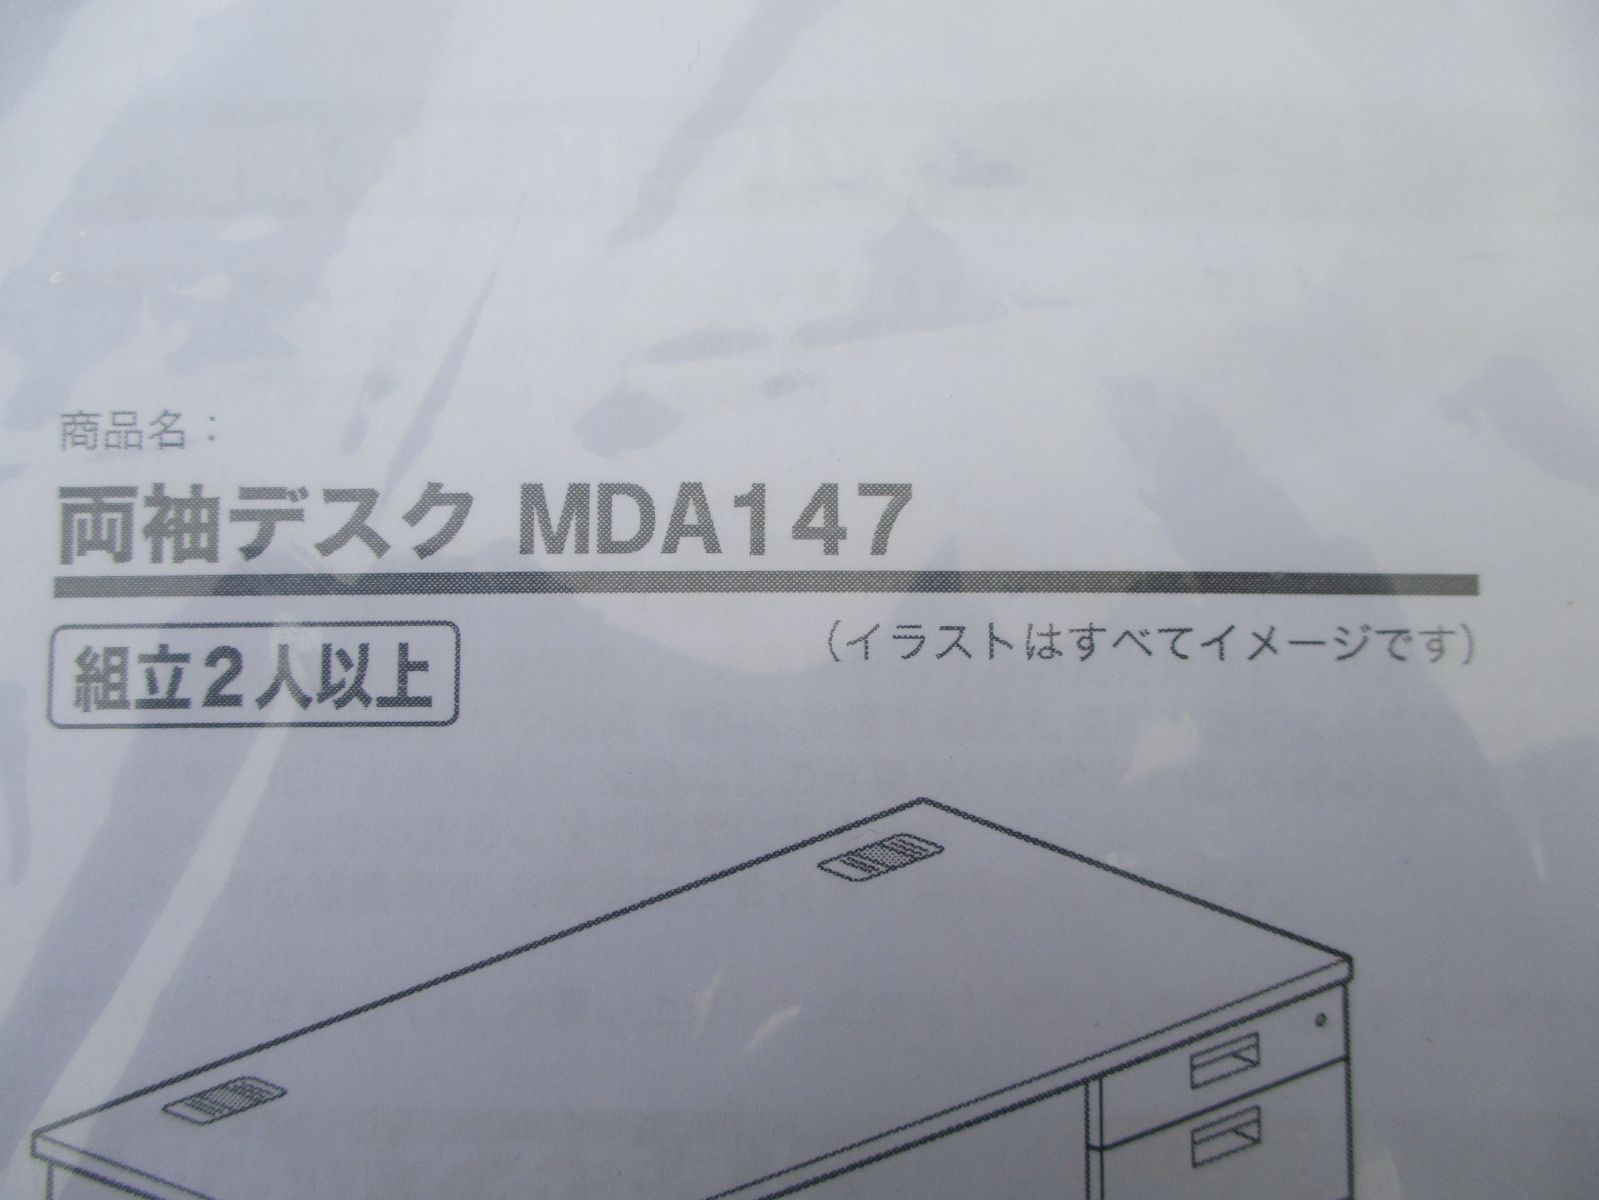 商品名：
両袖デスク MDA147
組立2人以上
（イラストはすべてイメージです）